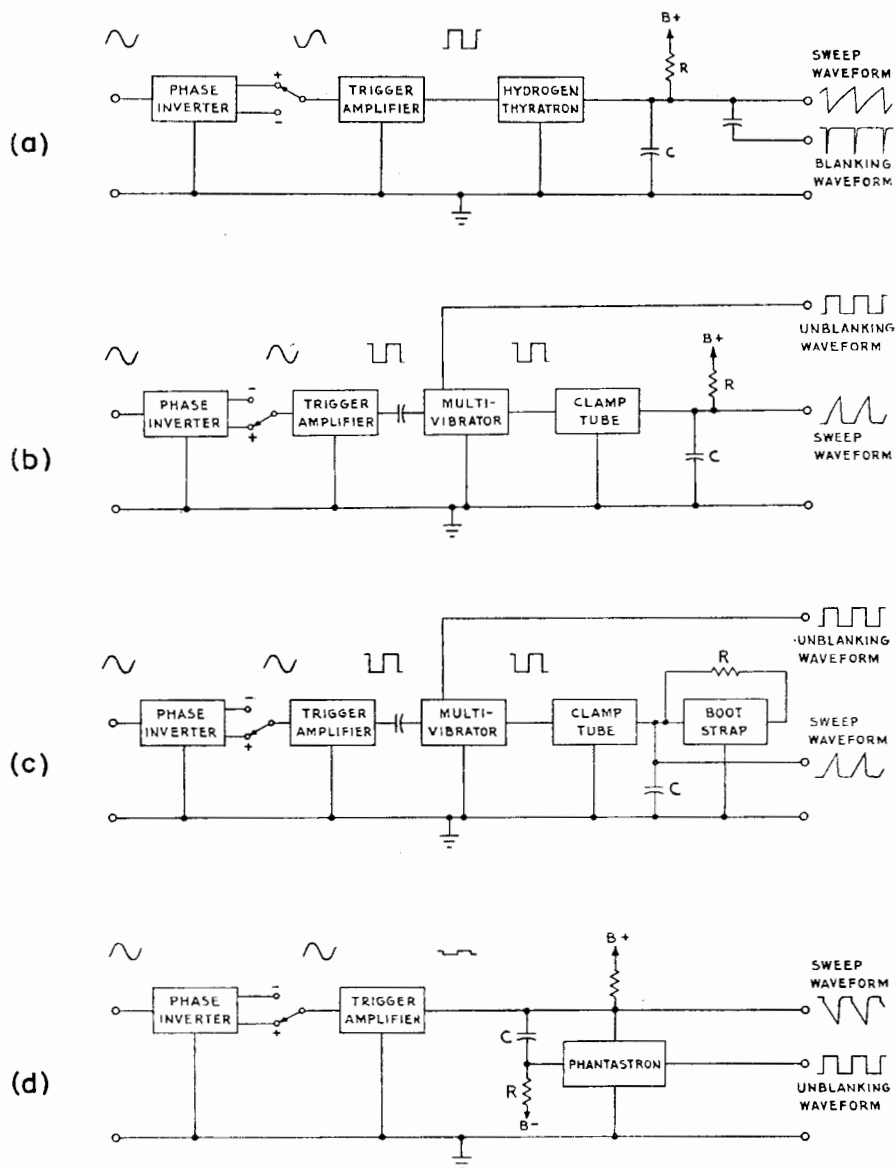 (a)
+
−
PHASE
INVERTER
TRIGGER
AMPLIFIER
HYDROGEN
THYRATRON
B+
R
C
SWEEP
WAVEFORM
BLANKING
WAVEFORM
(b)
−
+
PHASE
INVERTER
TRIGGER
AMPLIFIER
MULTI-
VIBRATOR
CLAMP
TUBE
B+
R
C
UNBLANKING
WAVEFORM
SWEEP
WAVEFORM
(c)
−
+
PHASE
INVERTER
TRIGGER
AMPLIFIER
MULTI-
VIBRATOR
CLAMP
TUBE
R
BOOT
STRAP
C
UNBLANKING
WAVEFORM
SWEEP
WAVEFORM
(d)
−
+
PHASE
INVERTER
TRIGGER
AMPLIFIER
B+
C
R
B-
PHANTASTRON
SWEEP
WAVEFORM
UNBLANKING
WAVEFORM